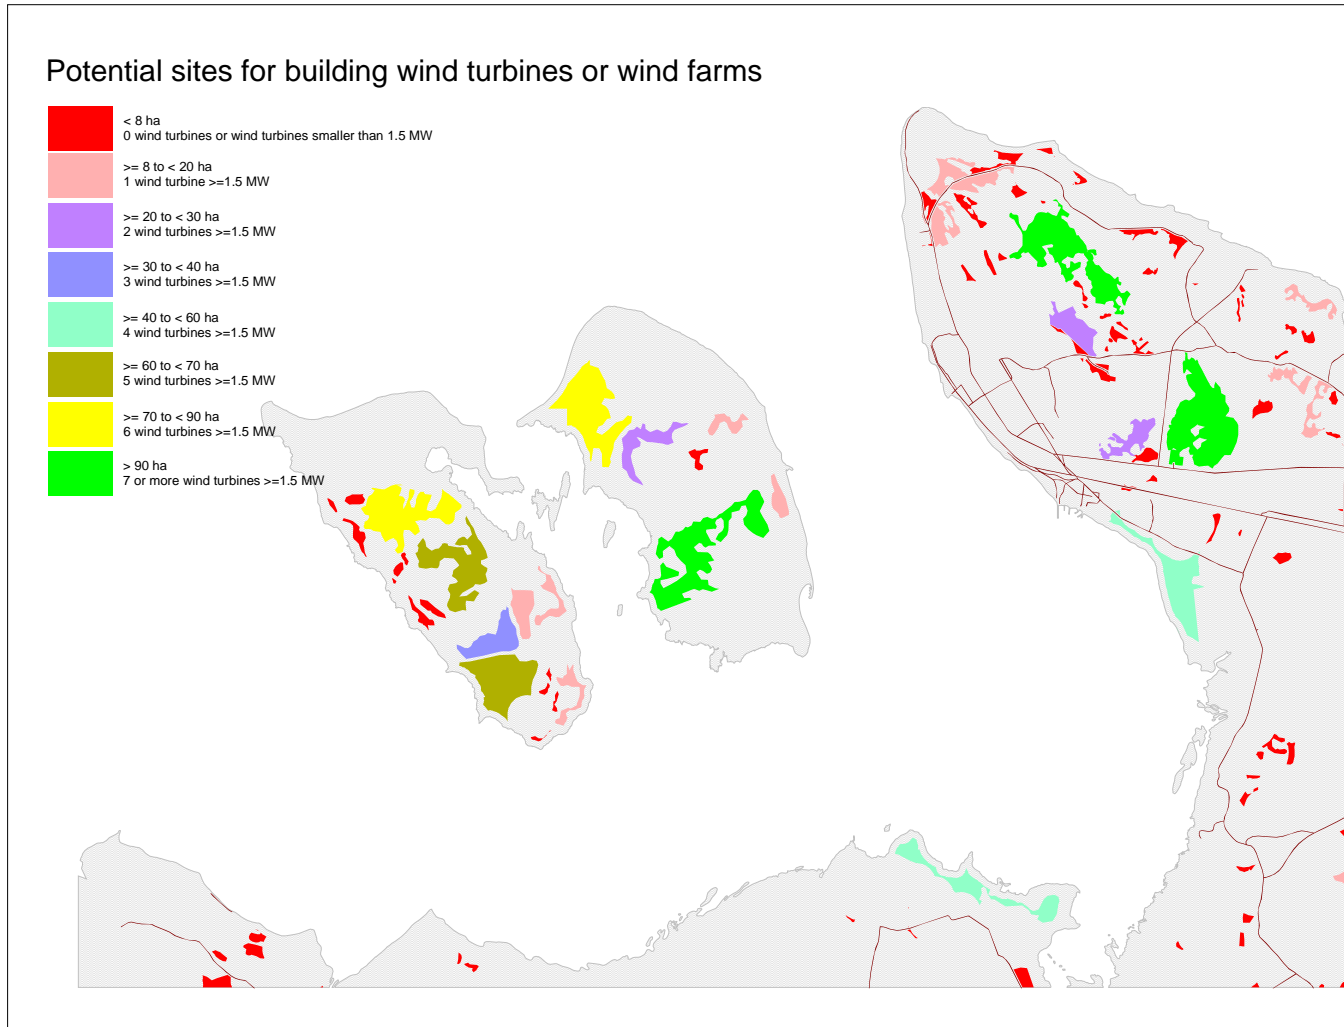 Potential sites for building wind turbines or wind farms
< 8 ha
0 wind turbines or wind turbines smaller than 1.5 MW
>= 8 to < 20 ha
1 wind turbine >=1.5 MW
>= 20 to < 30 ha
2 wind turbines >=1.5 MW
>= 30 to < 40 ha
3 wind turbines >=1.5 MW
>= 40 to < 60 ha
4 wind turbines >=1.5 MW
>= 60 to < 70 ha
5 wind turbines >=1.5 MW
>= 70 to < 90 ha
6 wind turbines >=1.5 MW
> 90 ha
7 or more wind turbines >=1.5 MW